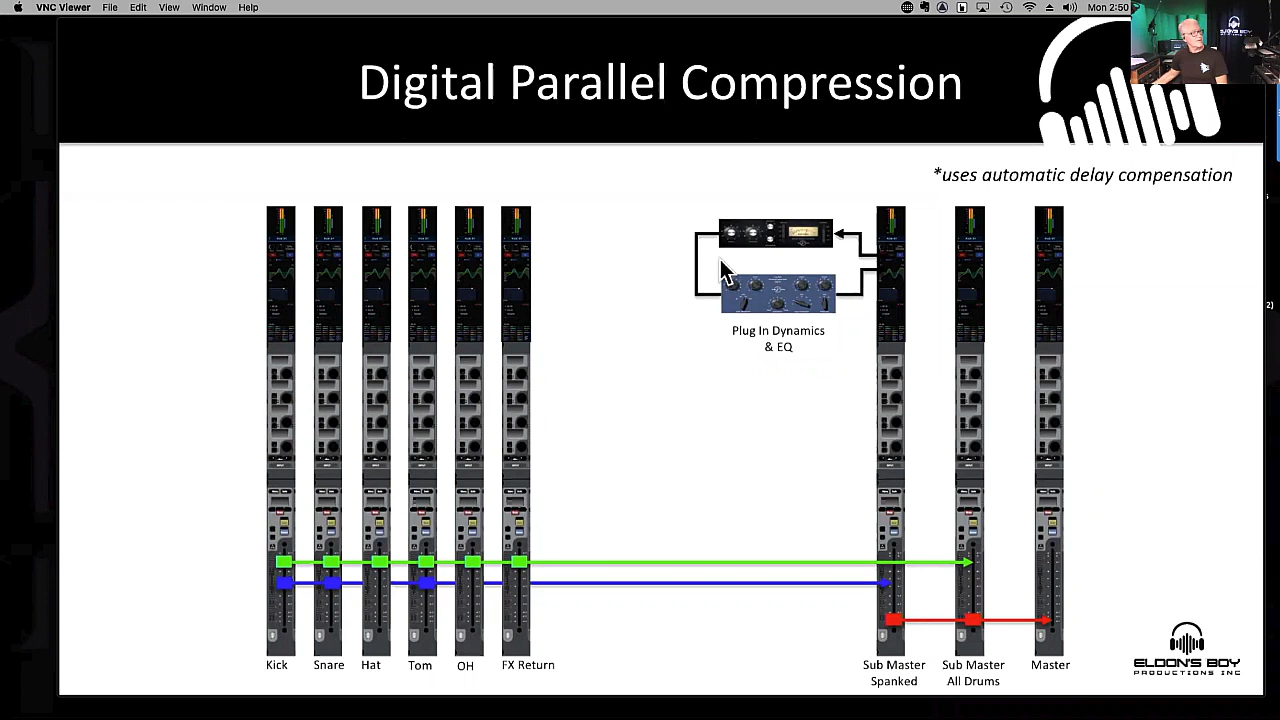 VNC Viewer File Edit View Window Help
Mon 2:50
Digital Parallel Compression
*uses automatic delay compensation
Plug In Dynamics
& EQ
Kick Snare Hat Tom OH FX Return
Sub Master
Spanked
Sub Master
All Drums
Master
ELDON'S BOY
PRODUCTIONS INC